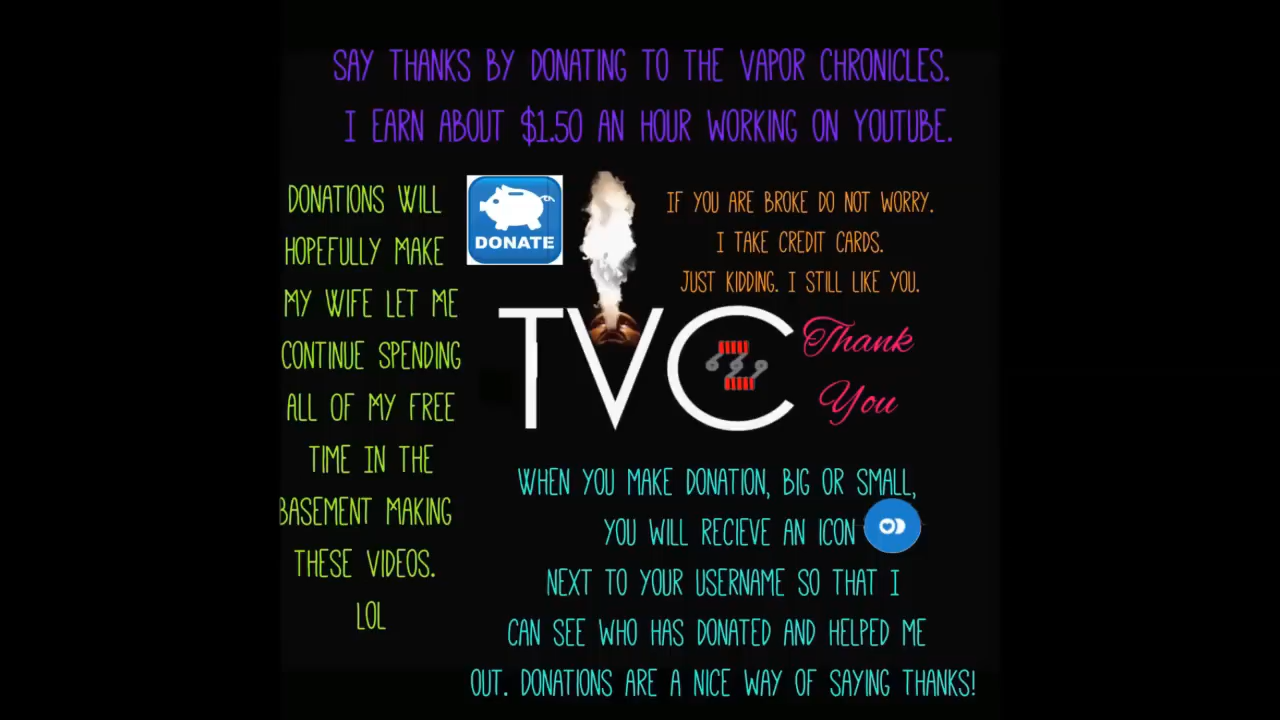 SAY THANKS BY DONATING TO THE VAPOR CHRONICLES.
I EARN ABOUT $1.50 AN HOUR WORKING ON YOUTUBE.
DONATIONS WILL
HOPEFULLY MAKE
MY WIFE LET ME
CONTINUE SPENDING
ALL OF MY FREE
TIME IN THE
BASEMENT MAKING
THESE VIDEOS.
LOL
DONATE
IF YOU ARE BROKE DO NOT WORRY.
I TAKE CREDIT CARDS.
JUST KIDDING. I STILL LIKE YOU.
TVC
Thank
You
WHEN YOU MAKE DONATION, BIG OR SMALL,
YOU WILL RECIEVE AN ICON
NEXT TO YOUR USERNAME SO THAT I
CAN SEE WHO HAS DONATED AND HELPED ME
OUT. DONATIONS ARE A NICE WAY OF SAYING THANKS!